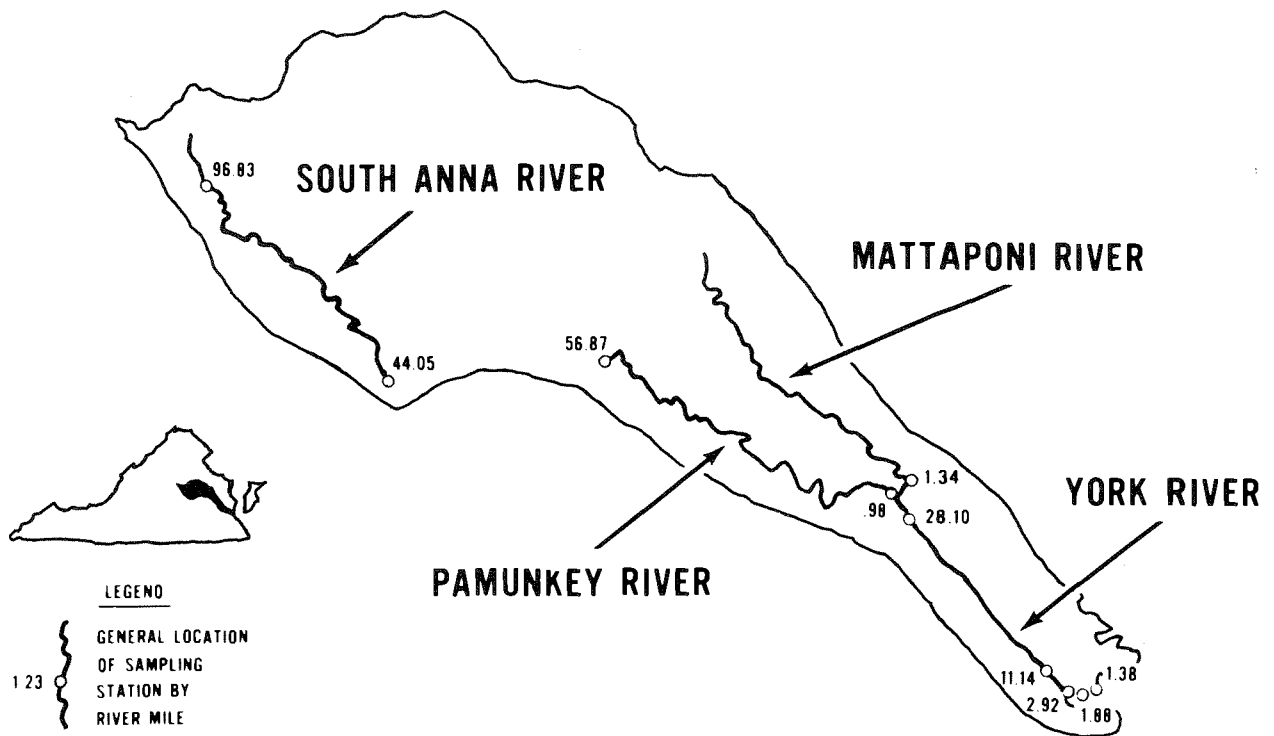 96.83
SOUTH ANNA RIVER
MATTAPONI RIVER
56.87
44.05
1.34
.98
28.10
YORK RIVER
PAMUNKEY RIVER
LEGEND
GENERAL LOCATION
OF SAMPLING
1 23
STATION BY
RIVER MILE
11.14
1.38
2.92
1.88